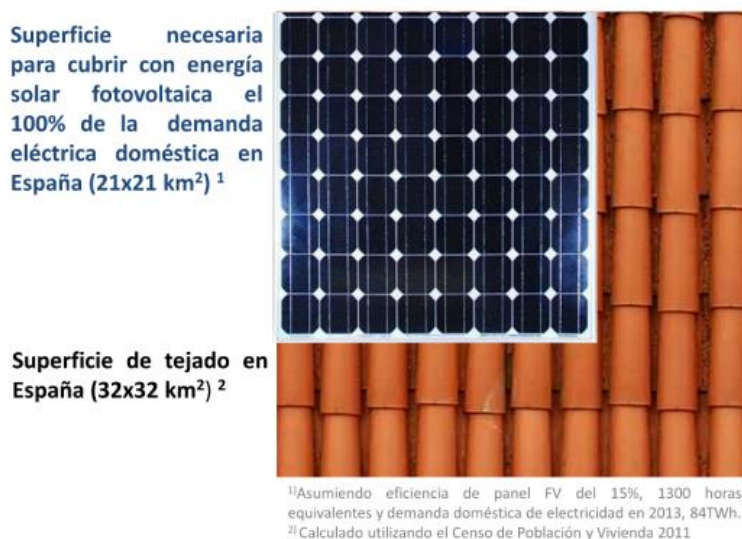 Superficie necesaria
para cubrir con energía
solar fotovoltaica el
100% de la demanda
eléctrica doméstica en
España (21x21 km²) ¹
Superficie de tejado en
España (32x32 km²) ²
¹⁾Asumiendo eficiencia de panel FV del 15%, 1300 horas
equivalentes y demanda doméstica de electricidad en 2013, 84TWh.
²⁾ Calculado utilizando el Censo de Población y Vivienda 2011